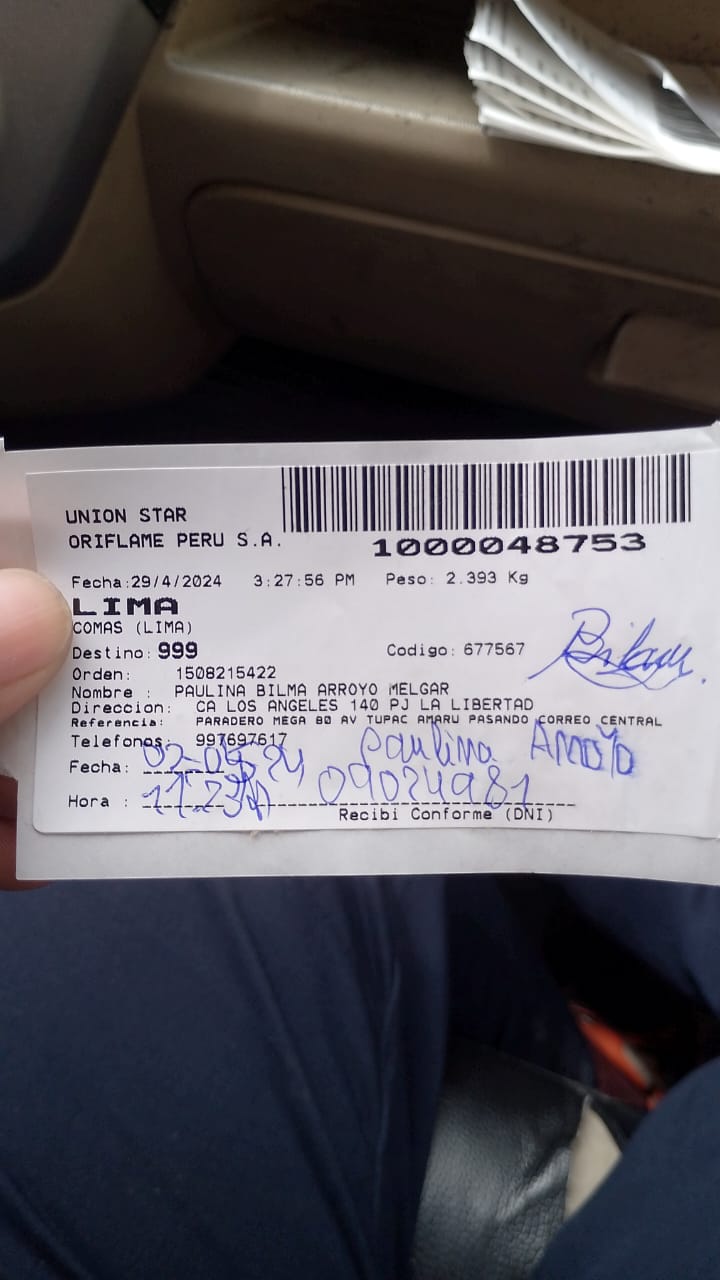 UNION STAR
ORIFLAME PERU S.A.
1000048753
Fecha:29/4/2024 3:27:56 PM Peso: 2.393 Kg
LIMA
COMAS (LIMA)
Destino: 999 Codigo: 677567
Orden: 1508215422
Nombre : PAULINA BILMA ARROYO MELGAR
Direccion: CA LOS ANGELES 140 PJ LA LIBERTAD
Referencia: PARADERO MEGA 80 AV TUPAC AMARU PASANDO CORREO CENTRAL
Telefonos: 997697617
Paulina Arroyo
Fecha:
Hora : 09024981
Recibi Conforme (DNI)